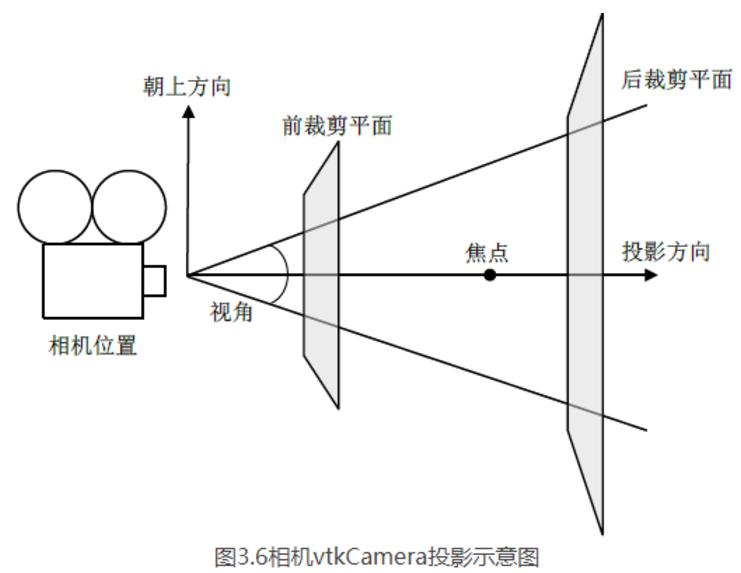 朝上方向
后裁剪平面
前裁剪平面
焦点
投影方向
视角
相机位置
图3.6相机vtkCamera投影示意图